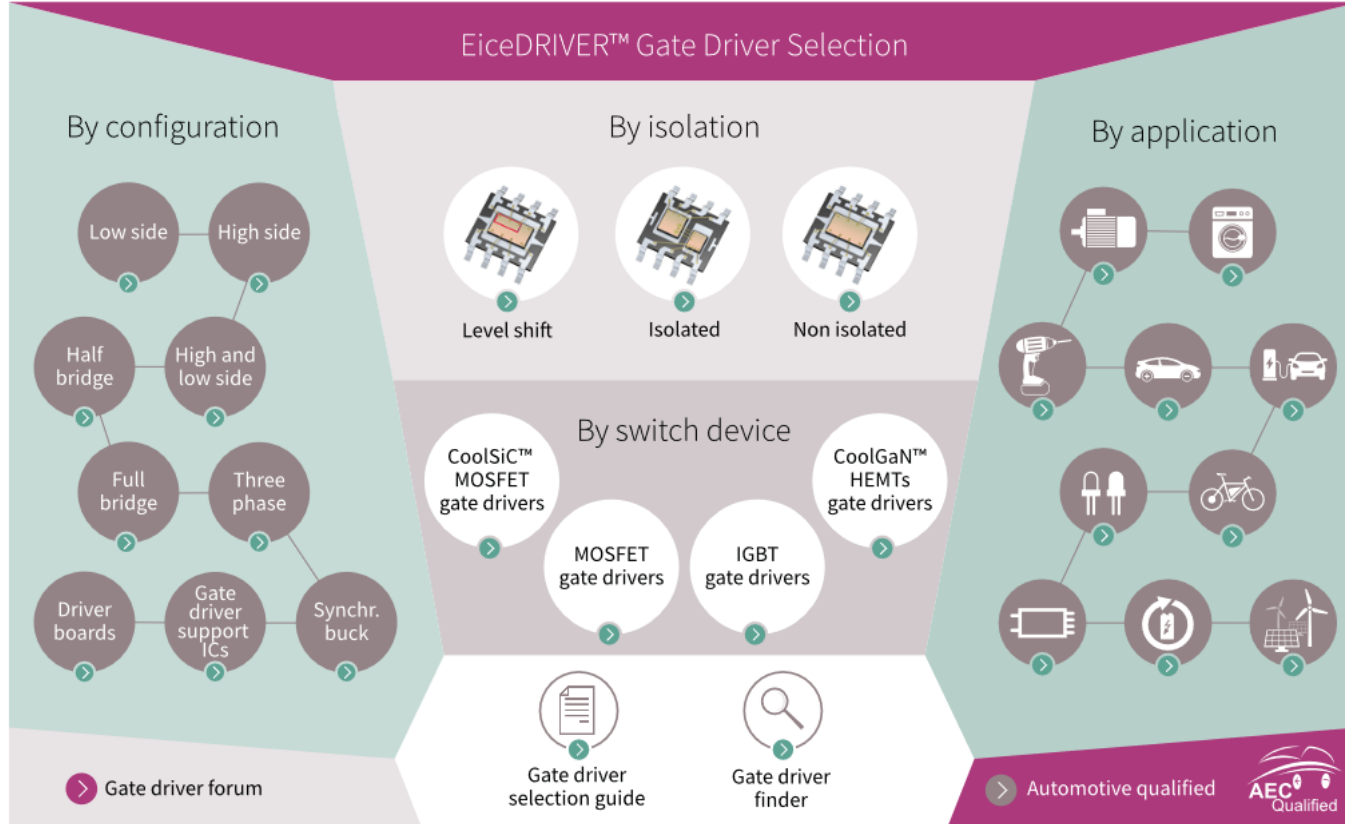 EiceDRIVER™ Gate Driver Selection
By configuration
Low side
High side
Half
bridge
High and
low side
Full
bridge
Three
phase
Driver
boards
Gate
driver
support
ICs
Synchr.
buck
By isolation
Level shift
Isolated
Non isolated
By switch device
CoolSiC™
MOSFET
gate drivers
MOSFET
gate drivers
IGBT
gate drivers
CoolGaN™
HEMTs
gate drivers
By application
Gate driver forum
Gate driver
selection guide
Gate driver
finder
Automotive qualified
AEC
Qualified